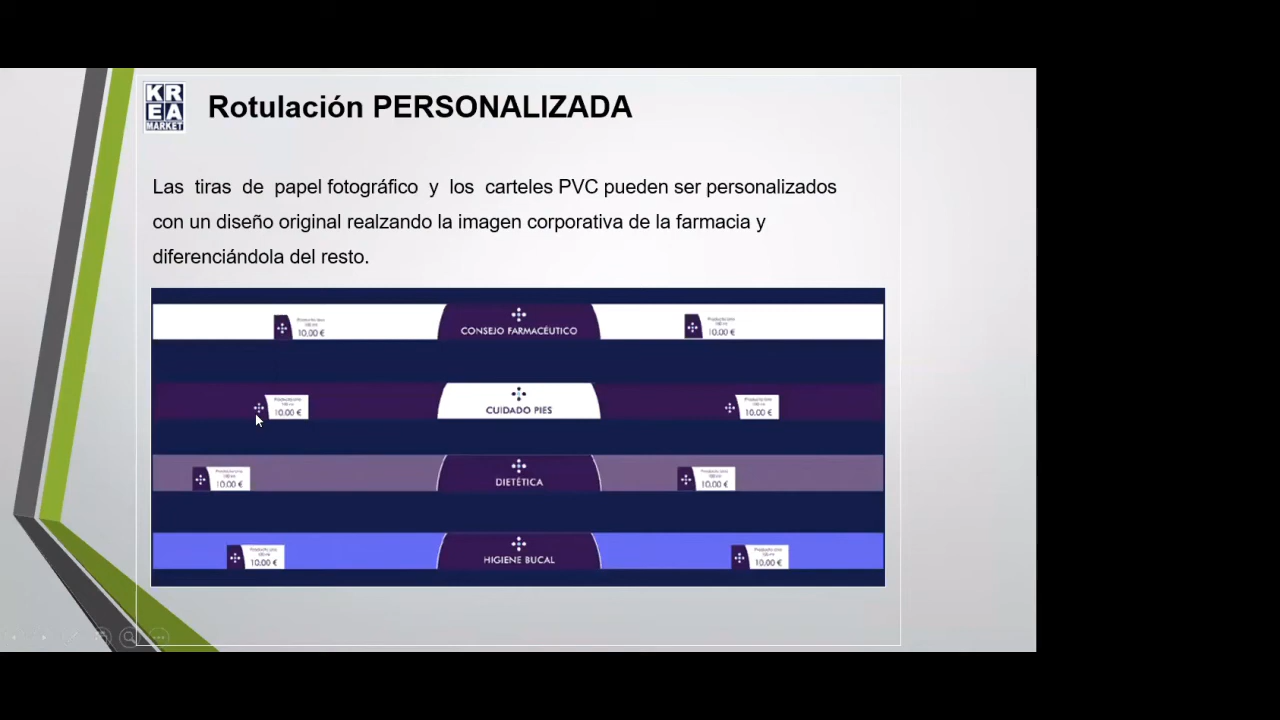 KR
EA
MARKET
Rotulación PERSONALIZADA
Las tiras de papel fotográfico y los carteles PVC pueden ser personalizados
con un diseño original realzando la imagen corporativa de la farmacia y
diferenciándola del resto.
CONSEJO FARMACÉUTICO
10.00 €
10.00 €
CUIDADO PIES
10.00 €
10.00 €
DIETÉTICA
10.00 €
10.00 €
HIGIENE BUCAL
10.00 €
10.00 €